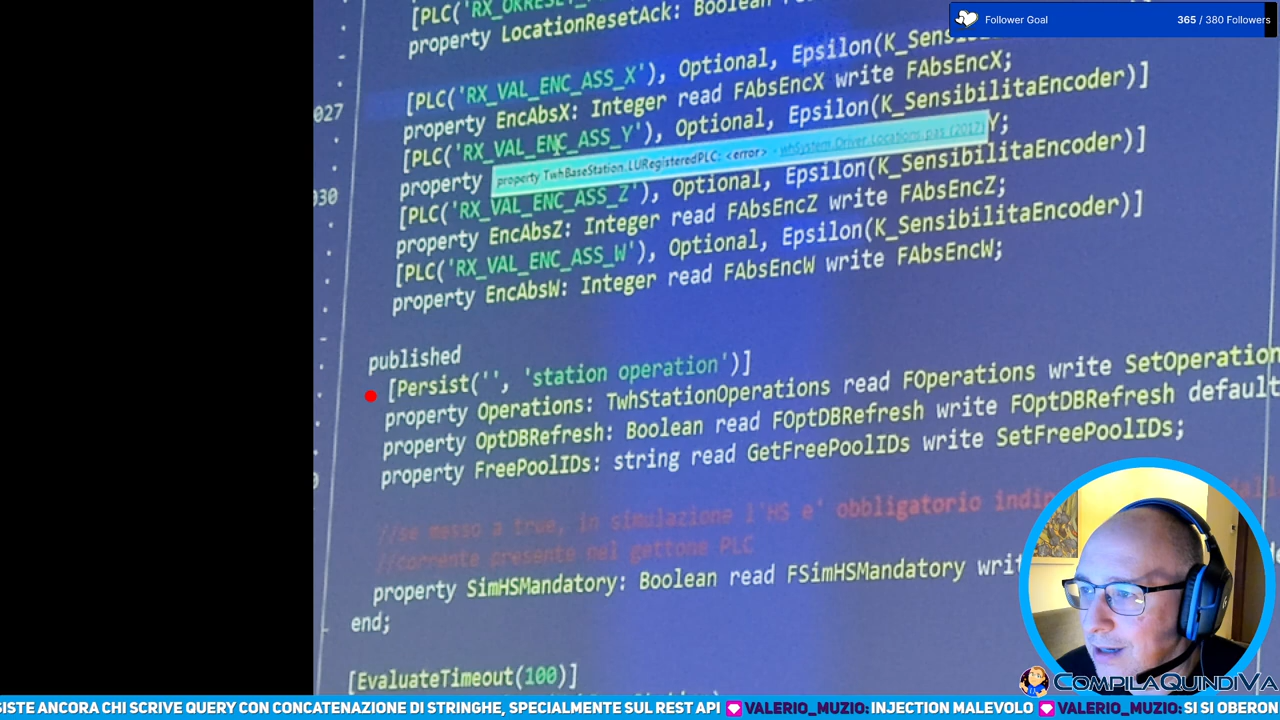 Follower Goal 365 / 380 Followers
property LocationResetAck: Boolean
[PLC('RX_VAL_ENC_ASS_X'), Optional, Epsilon(
027
property EncAbsX: Integer read FAbsEncX write FAbsEncX;
[PLC('RX_VAL_ENC_ASS_Y'), Optional, Epsilon(K_SensibilitaEncoder)]
property
property TwhBaseStation.LURegisteredPLC: <error> - whSystem.Driver.Locations.pas (2017)
Y;
030
[PLC('RX_VAL_ENC_ASS_Z'), Optional, Epsilon(K_SensibilitaEncoder)]
property EncAbsZ: Integer read FAbsEncZ write FAbsEncZ;
[PLC('RX_VAL_ENC_ASS_W'), Optional, Epsilon(K_SensibilitaEncoder)]
property EncAbsW: Integer read FAbsEncW write FAbsEncW;
published
[Persist('', 'station operation')]
property Operations: TwhStationOperations read FOperations write SetOperation
property OptDBRefresh: Boolean read FOptDBRefresh write FOptDBRefresh default
property FreePoolIDs: string read GetFreePoolIDs write SetFreePoolIDs;
//se messo a true, in simulazione l'HS e' obbligatorio
//corrente presente nel gettone PLC
property SimHSMandatory: Boolean read FSimHSMandatory
end;
[EvaluateTimeout(100)]
CompilaQuindiVa
SISTE ANCORA CHI SCRIVE QUERY CON CONCATENAZIONE DI STRINGHE, SPECIALMENTE SUL REST API VALERIO_MUZIO: INJECTION MALEVOLO VALERIO_MUZIO: SI SI OBERON